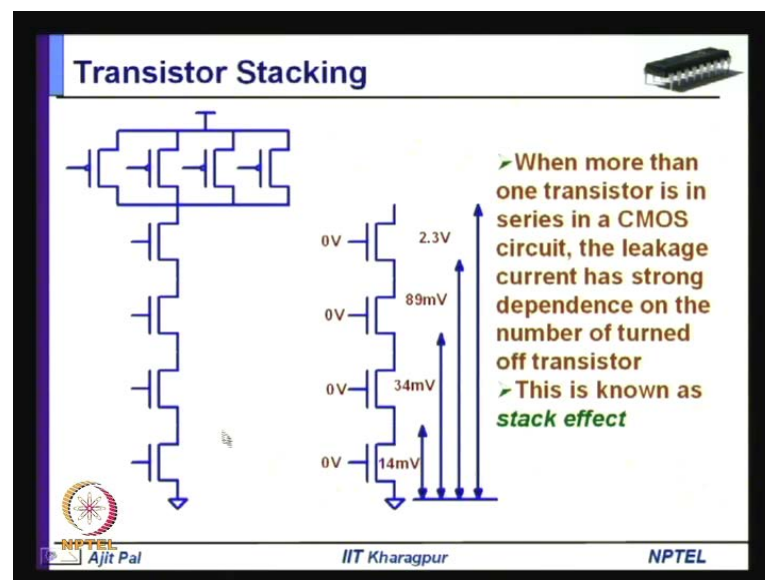 Transistor Stacking
0V
2.3V
0V
89mV
0V
34mV
0V
14mV
➢When more than
one transistor is in
series in a CMOS
circuit, the leakage
current has strong
dependence on the
number of turned
off transistor
➢This is known as
stack effect
NPTEL
Ajit Pal
IIT Kharagpur
NPTEL